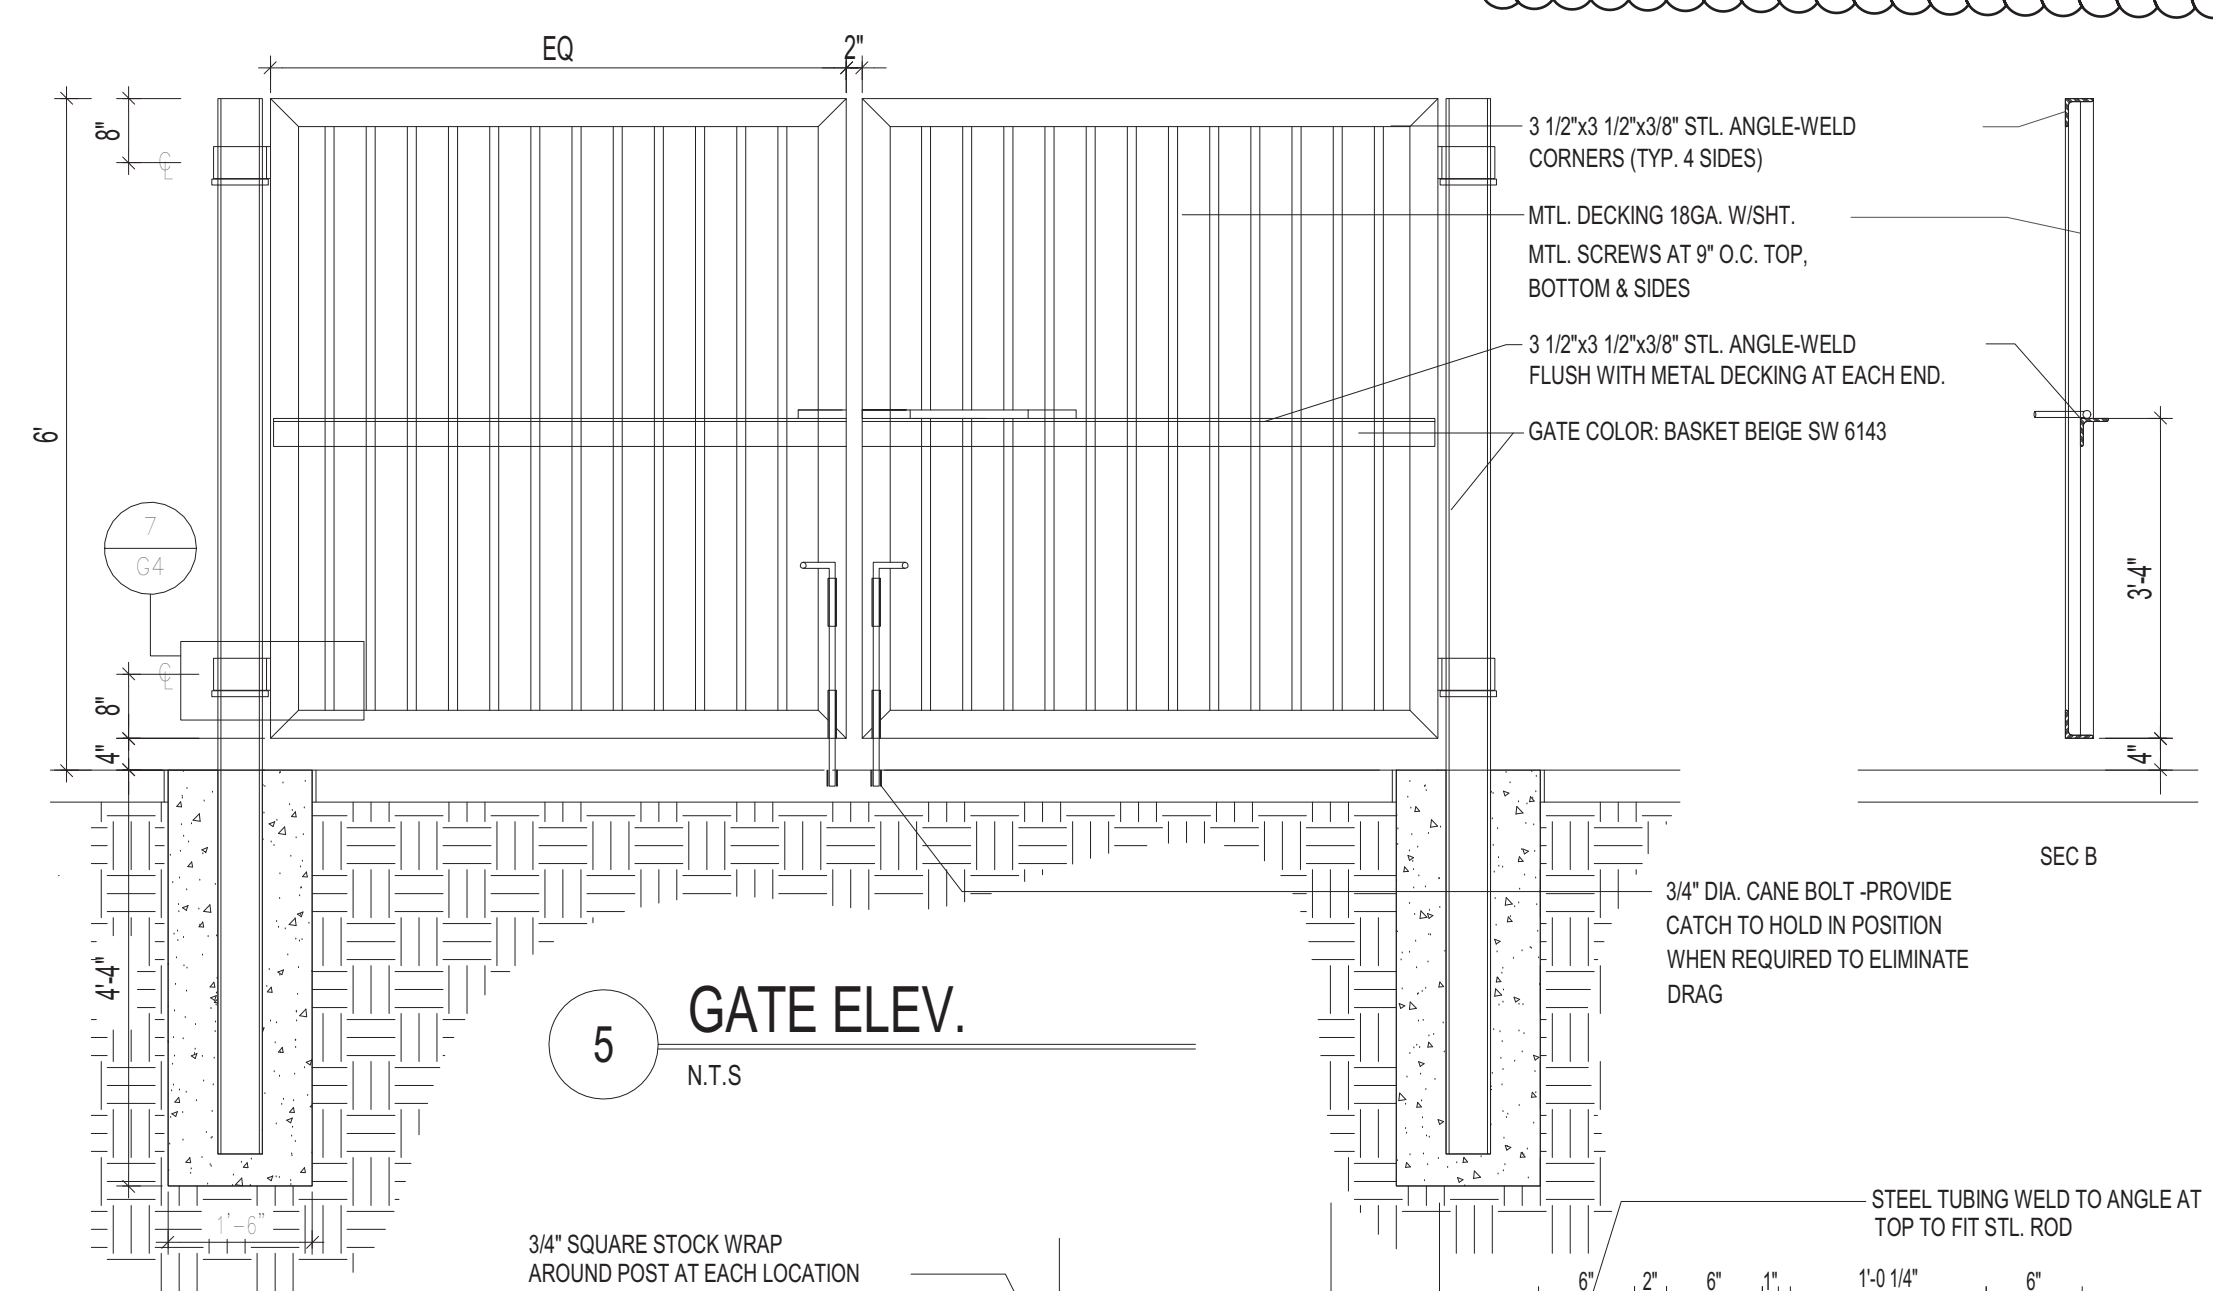 EQ
2"
8"
℄
6'
3 1/2"x3 1/2"x3/8" STL. ANGLE-WELD
CORNERS (TYP. 4 SIDES)
MTL. DECKING 18GA. W/SHT.
MTL. SCREWS AT 9" O.C. TOP,
BOTTOM & SIDES
3 1/2"x3 1/2"x3/8" STL. ANGLE-WELD
FLUSH WITH METAL DECKING AT EACH END.
GATE COLOR: BASKET BEIGE SW 6143
7
G4
3'-4"
℄
8"
4"
4"
SEC B
3/4" DIA. CANE BOLT -PROVIDE
CATCH TO HOLD IN POSITION
WHEN REQUIRED TO ELIMINATE
DRAG
4'-4"
5
GATE ELEV.
N.T.S
1'-6"
3/4" SQUARE STOCK WRAP
AROUND POST AT EACH LOCATION
STEEL TUBING WELD TO ANGLE AT
TOP TO FIT STL. ROD
6" 2" 6" 1" 1'-0 1/4" 6"